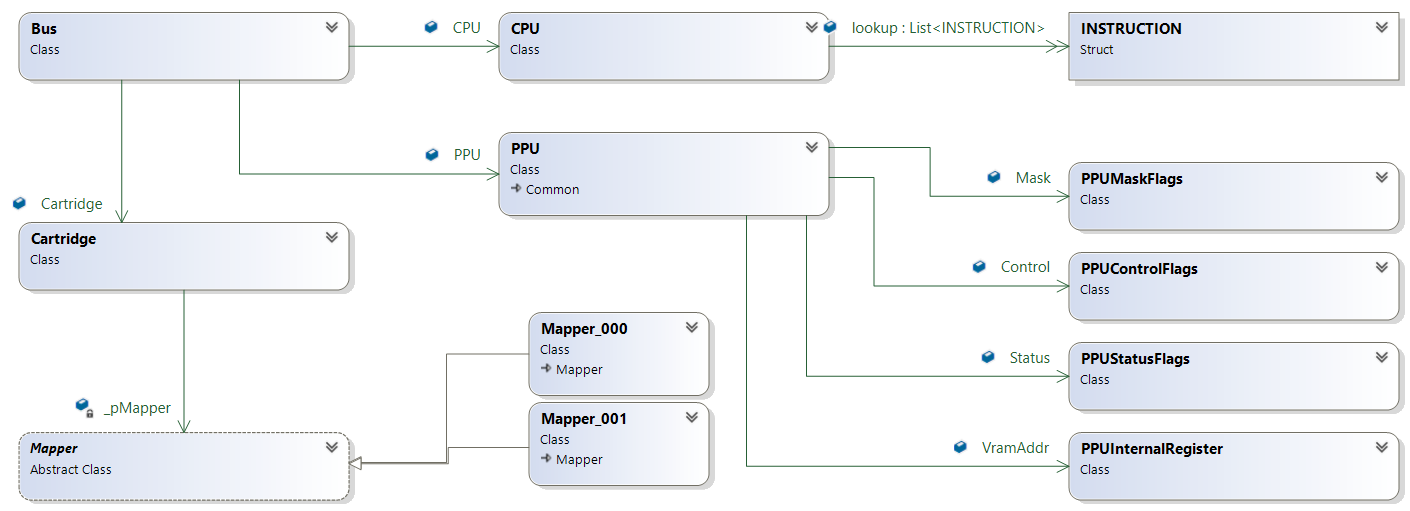 Bus
Class
CPU
CPU
Class
lookup : List<INSTRUCTION>
INSTRUCTION
Struct
PPU
PPU
Class
Common
Mask
PPUMaskFlags
Class
Cartridge
Cartridge
Class
Control
PPUControlFlags
Class
Mapper_000
Class
Mapper
Status
PPUStatusFlags
Class
_pMapper
Mapper
Abstract Class
Mapper_001
Class
Mapper
VramAddr
PPUInternalRegister
Class